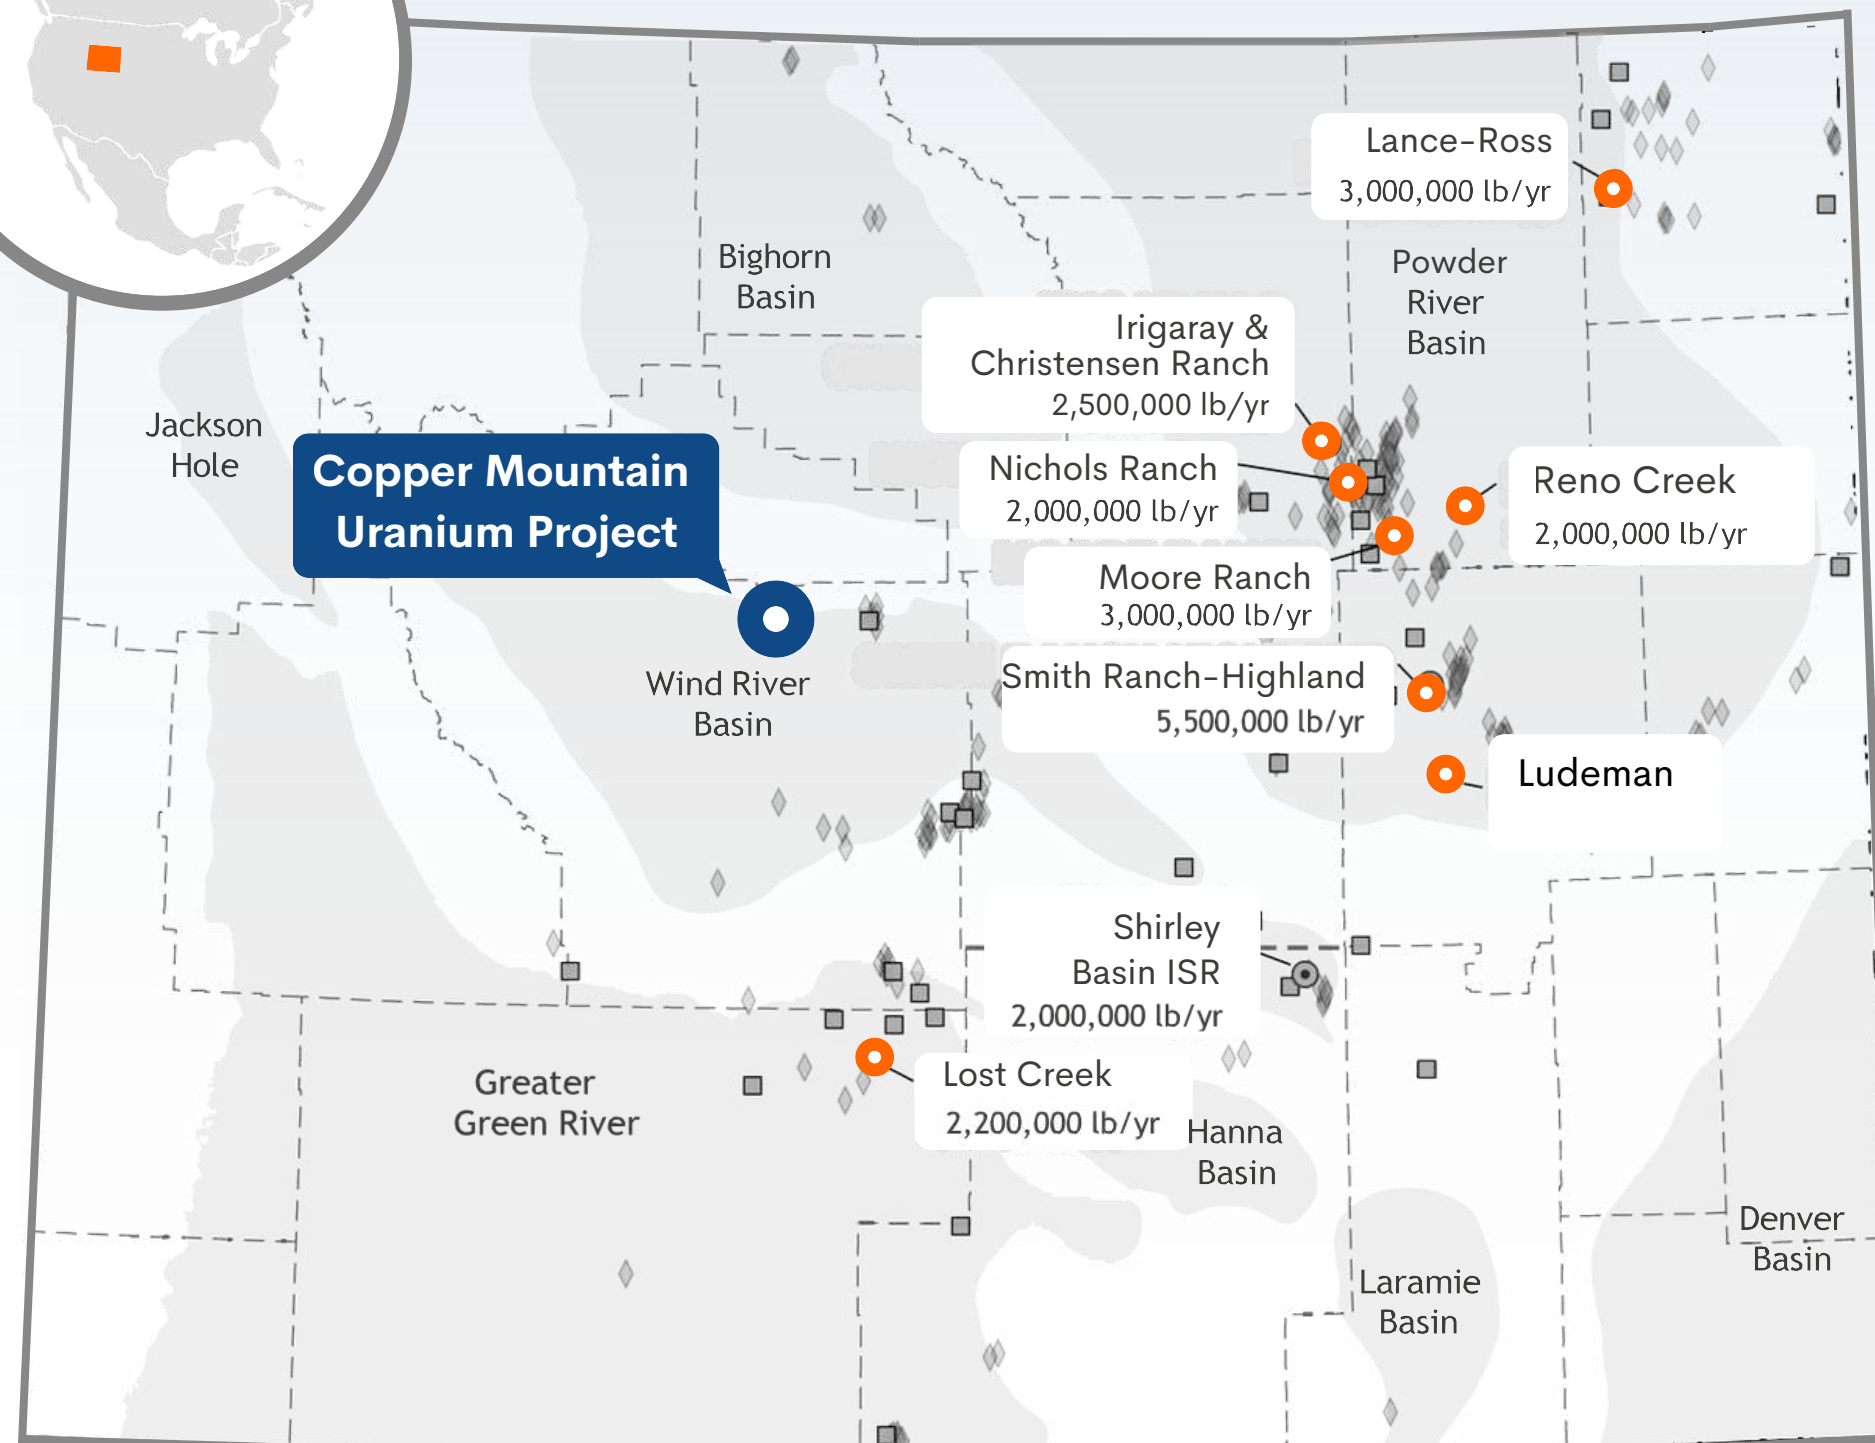 Lance-Ross
3,000,000 lb/yr
Bighorn
Basin
Powder
River
Basin
Irigaray &
Christensen Ranch
2,500,000 lb/yr
Jackson
Hole
Copper Mountain
Uranium Project
Nichols Ranch
2,000,000 lb/yr
Reno Creek
2,000,000 lb/yr
Moore Ranch
3,000,000 lb/yr
Wind River
Basin
Smith Ranch-Highland
5,500,000 lb/yr
Ludeman
Shirley
Basin ISR
2,000,000 lb/yr
Lost Creek
2,200,000 lb/yr
Greater
Green River
Hanna
Basin
Denver
Basin
Laramie
Basin